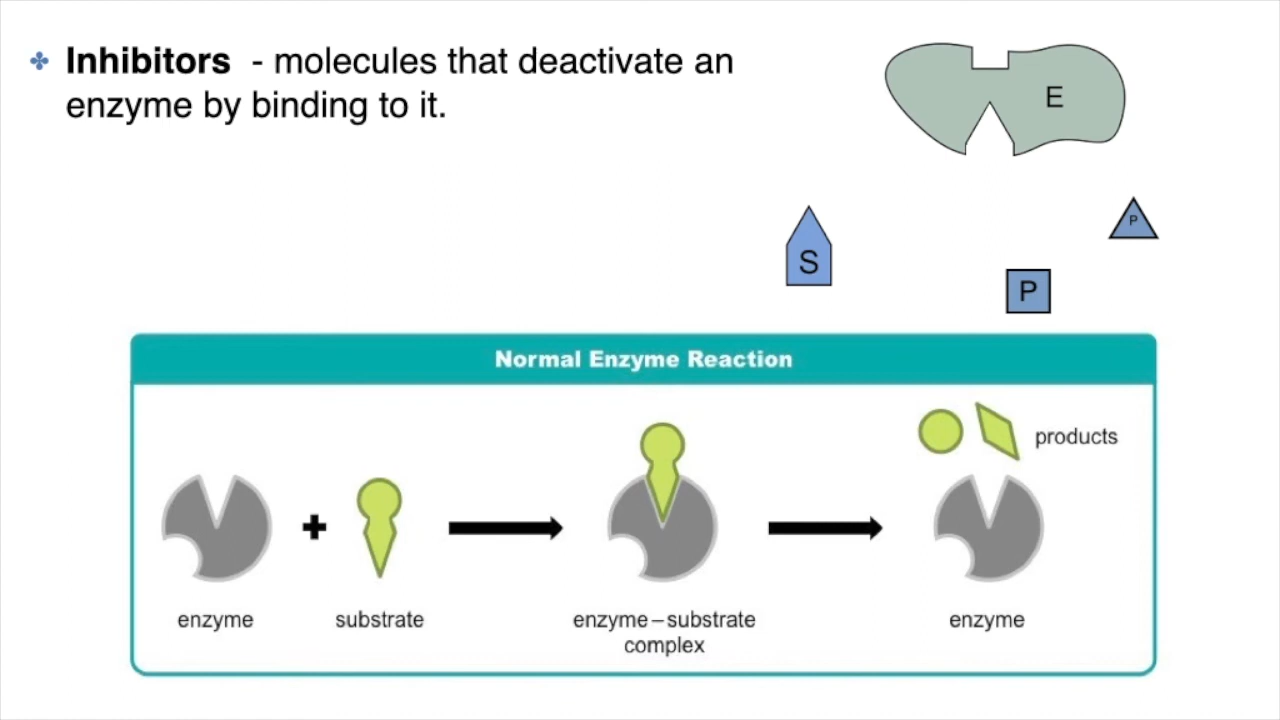 Inhibitors - molecules that deactivate an
enzyme by binding to it.
E
P
S
P
Normal Enzyme Reaction
products
enzyme
substrate
enzyme – substrate
complex
enzyme